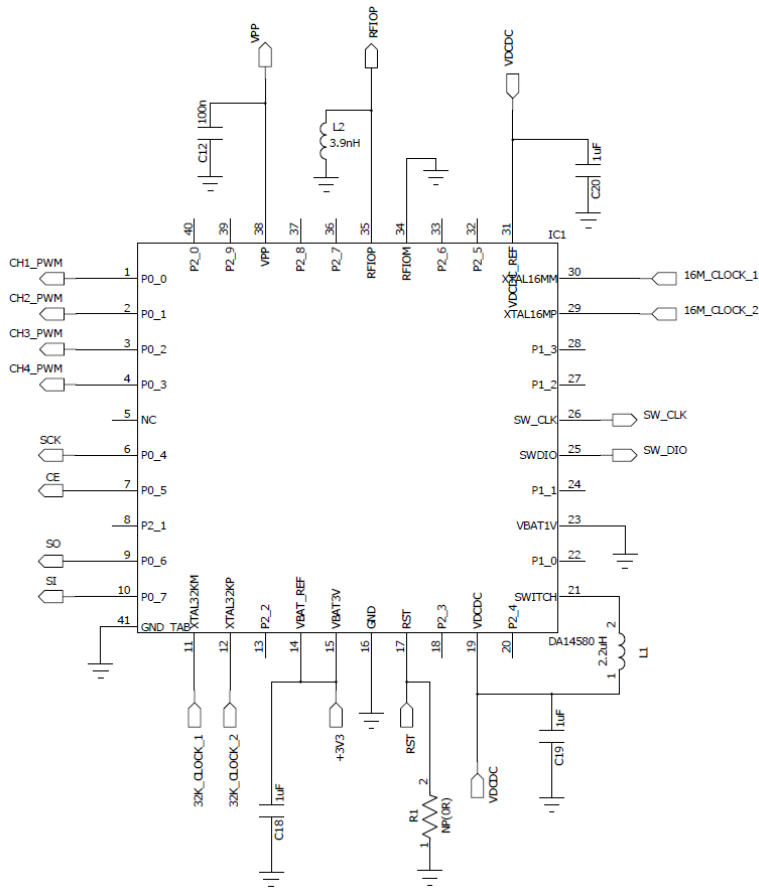 VPP
RFIOP
VDCDC
100n
C12
L2
3.9nH
1uF
C20
40
39
38
37
36
35
34
33
32
31
IC1
P2_0
P2_9
VPP
P2_8
P2_7
RFIOP
RFIOM
P2_6
P2_5
VDCDC_REF
CH1_PWM
1
P0_0
XTAL16MM
30
16M_CLOCK_1
CH2_PWM
2
P0_1
XTAL16MP
29
16M_CLOCK_2
CH3_PWM
3
P0_2
P1_3
28
CH4_PWM
4
P0_3
P1_2
27
5
NC
SW_CLK
26
SW_CLK
SCK
6
P0_4
SWDIO
25
SW_DIO
CE
7
P0_5
P1_1
24
8
P2_1
VBAT1V
23
SO
9
P0_6
P1_0
22
SI
10
P0_7
SWITCH
21
41
GND_TAB
XTAL32KM
XTAL32KP
P2_2
VBAT_REF
VBAT3V
GND
RST
P2_3
VDCDC
P2_4
DA14580
11
12
13
14
15
16
17
18
19
20
2
2.2uH
L1
1
32K_CLOCK_1
32K_CLOCK_2
+3V3
RST
VDCDC
1uF
C19
1uF
C18
2
R1
NP(0R)
1